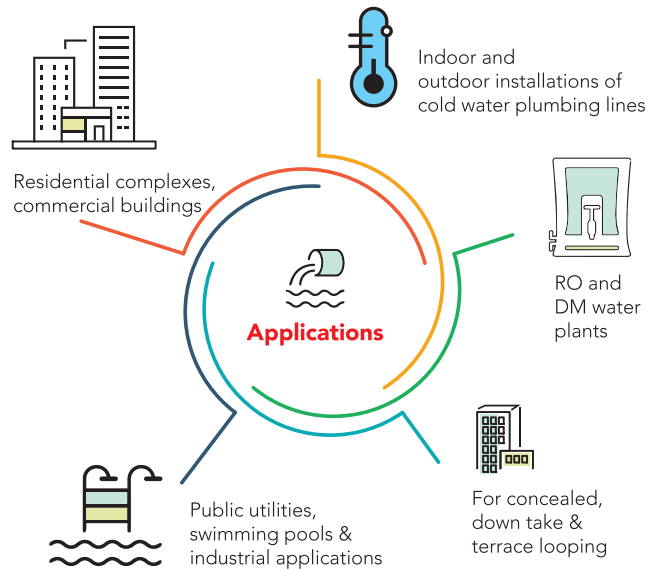 Indoor and
outdoor installations of
cold water plumbing lines
Residential complexes,
commercial buildings
RO and
DM water
plants
Applications
For concealed,
down take &
terrace looping
Public utilities,
swimming pools &
industrial applications